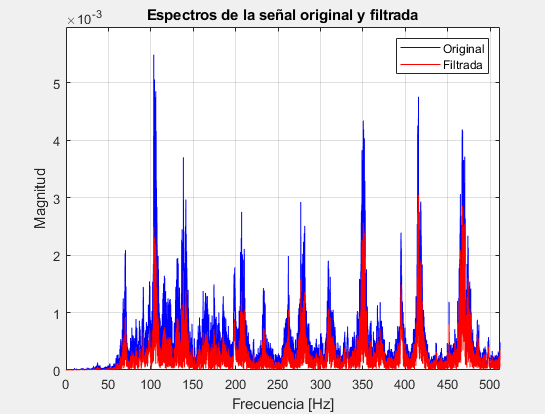 Espectros de la señal original y filtrada
×10⁻³
Original
Filtrada
5
4
3
2
1
0
Magnitud
0 50 100 150 200 250 300 350 400 450 500
Frecuencia [Hz]